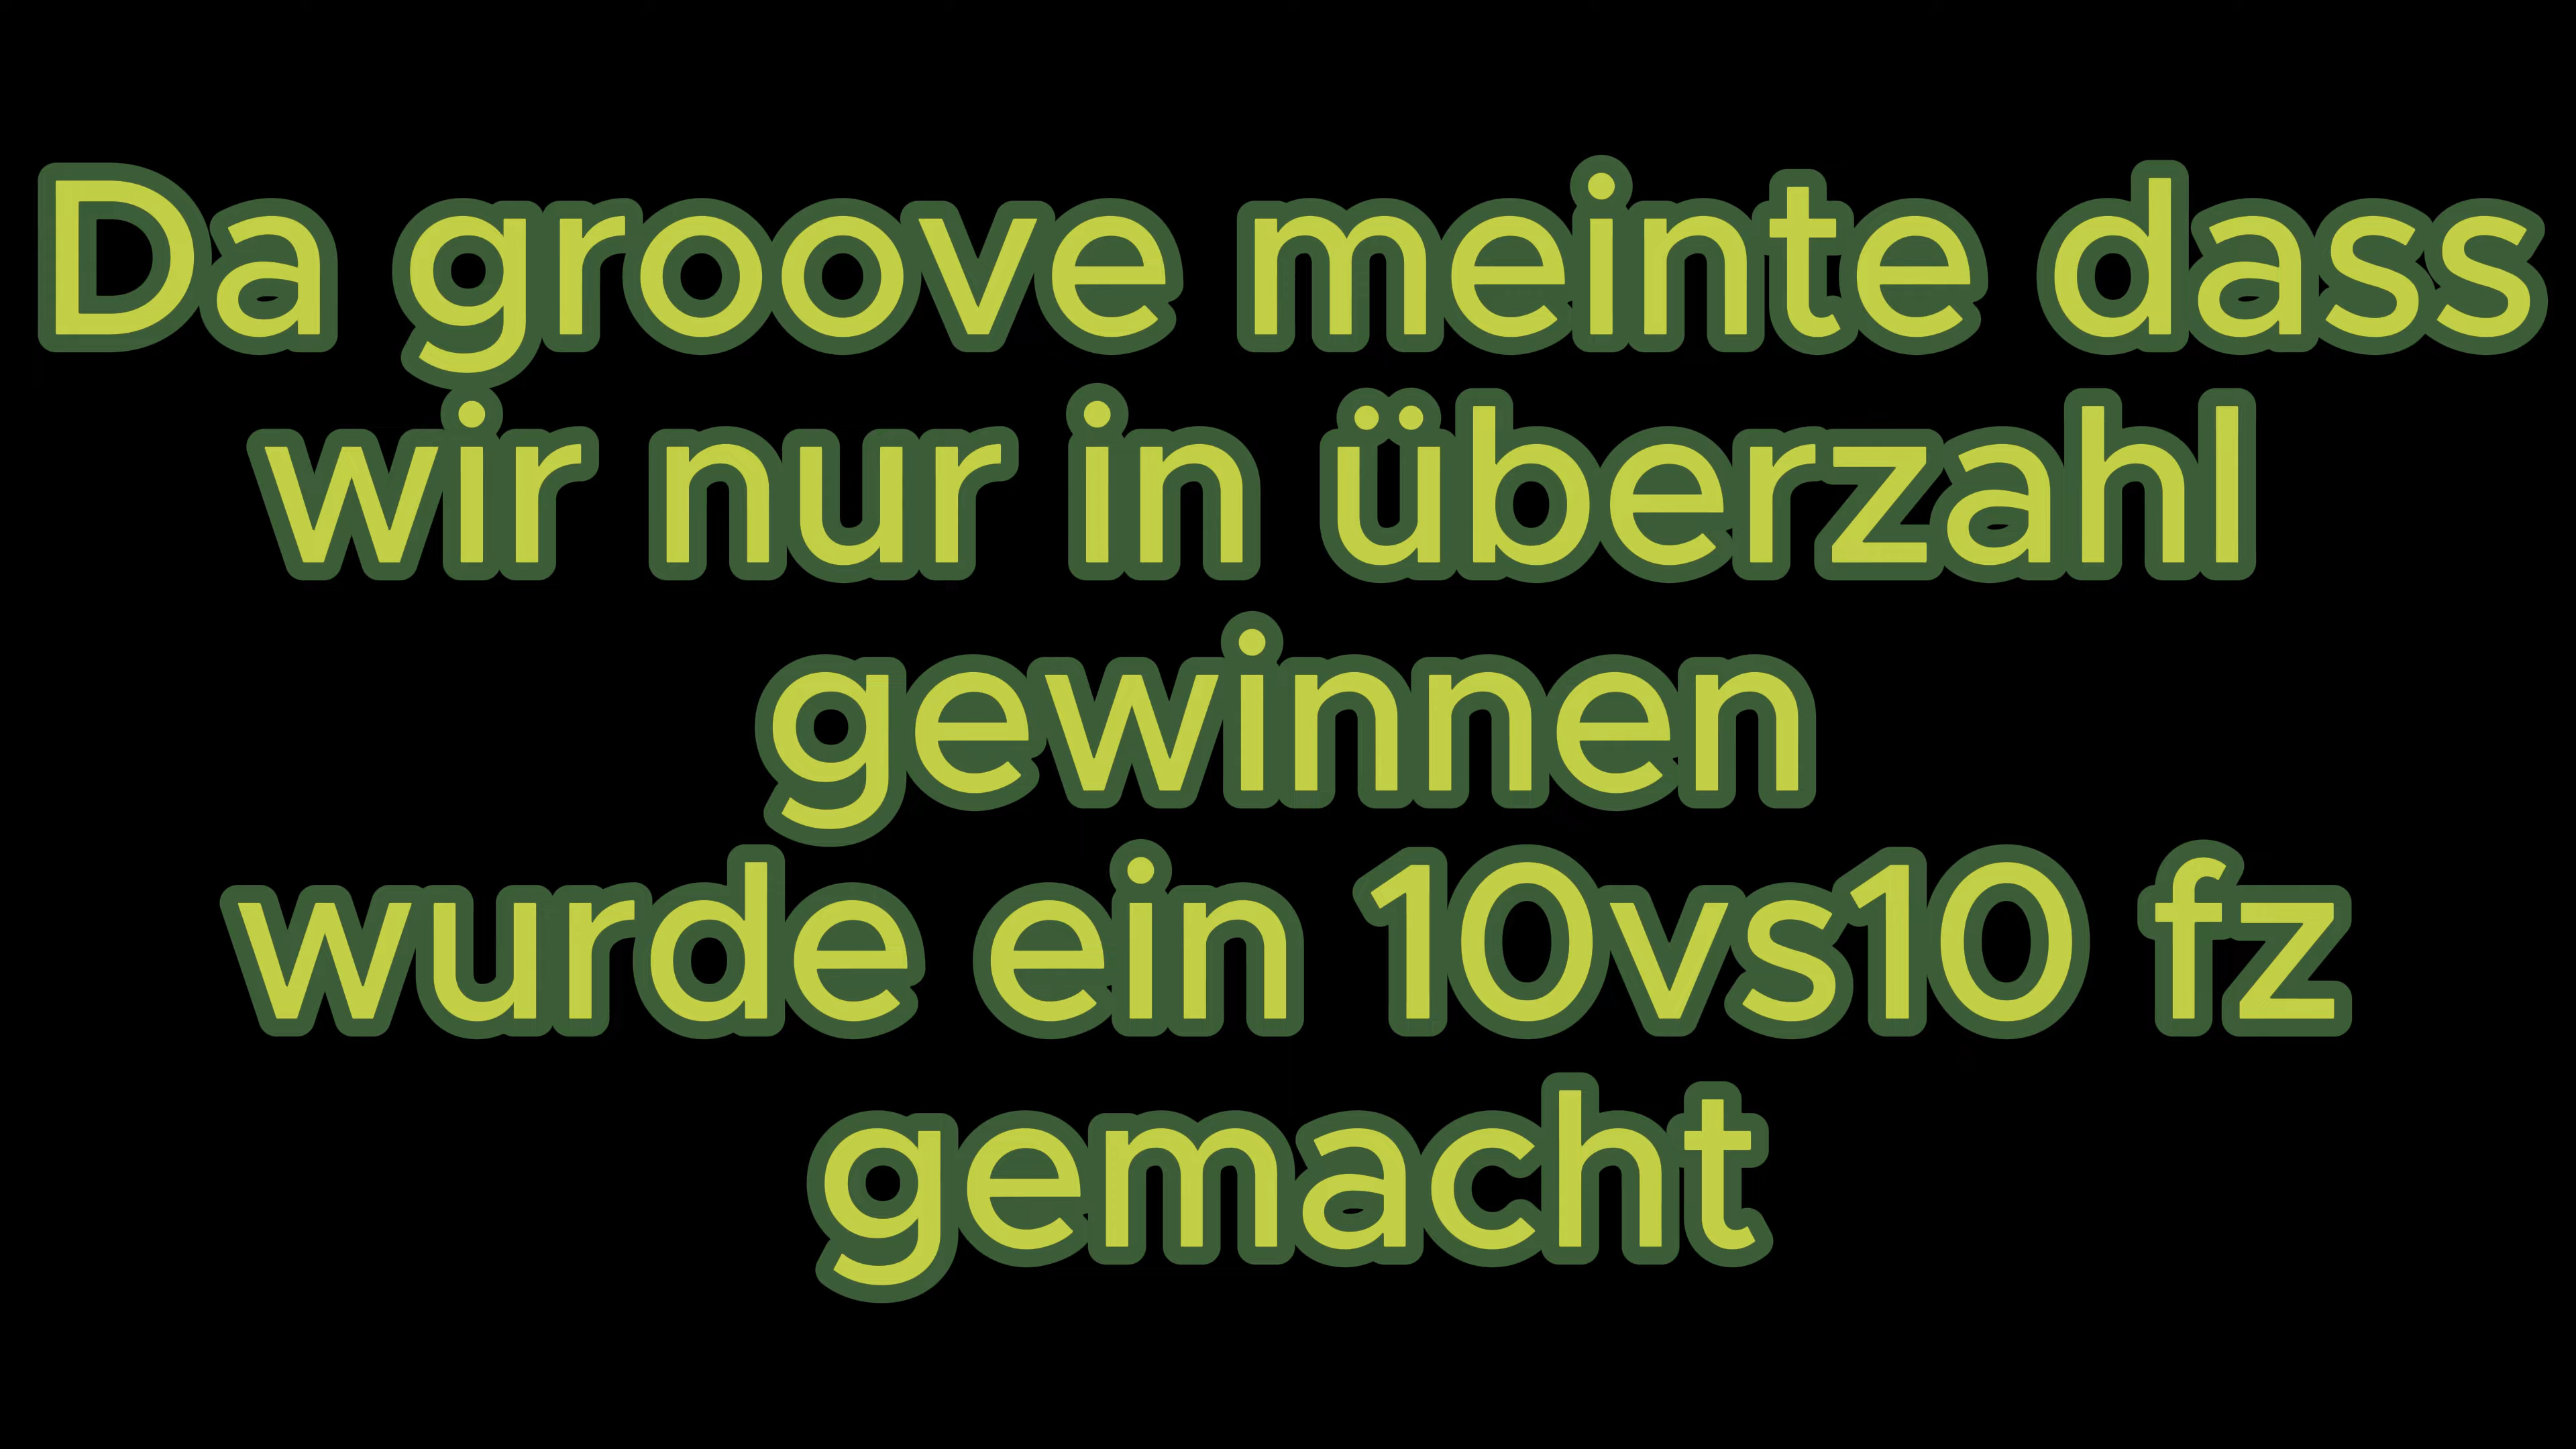 Da groove meinte dass
wir nur in überzahl
gewinnen
wurde ein 10vs10 fz
gemacht